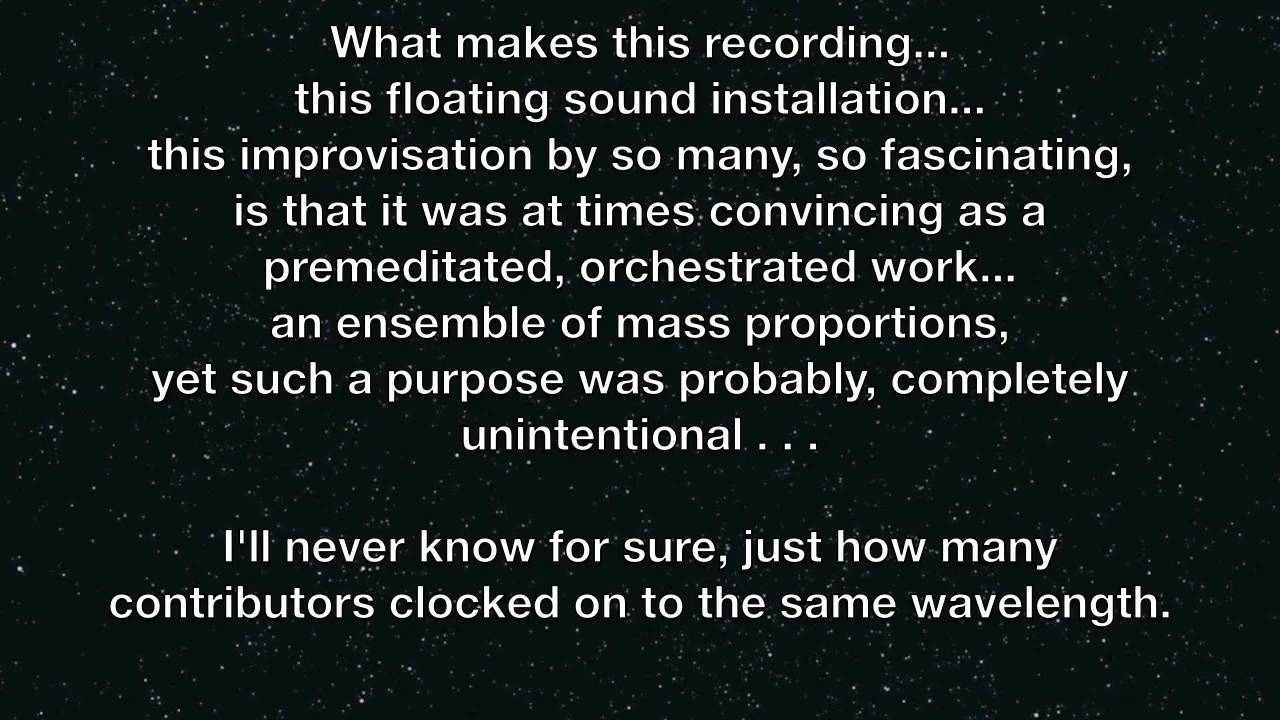 What makes this recording...
this floating sound installation...
this improvisation by so many, so fascinating,
is that it was at times convincing as a
premeditated, orchestrated work...
an ensemble of mass proportions,
yet such a purpose was probably, completely
unintentional . . .
I'll never know for sure, just how many
contributors clocked on to the same wavelength.